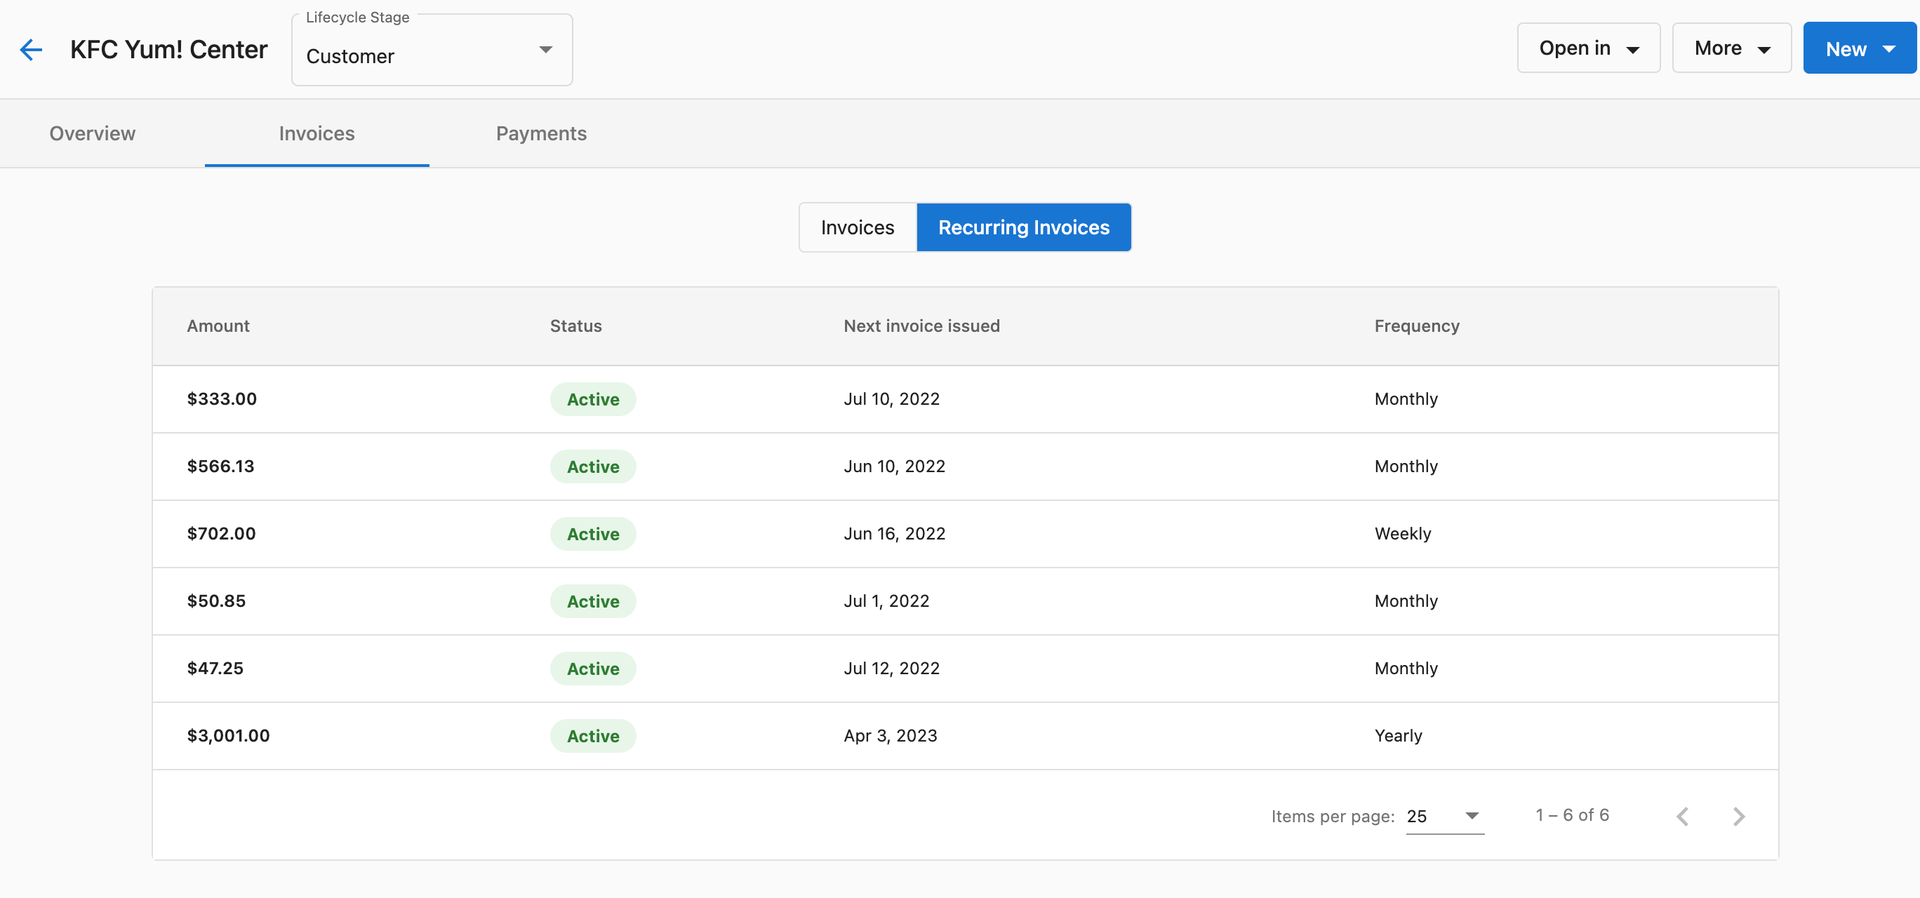 KFC Yum! Center
Lifecycle Stage
Customer
Open in
More
New
Overview Invoices Payments
Invoices Recurring Invoices
Amount Status Next invoice issued Frequency
$333.00 Active Jul 10, 2022 Monthly
$566.13 Active Jun 10, 2022 Monthly
$702.00 Active Jun 16, 2022 Weekly
$50.85 Active Jul 1, 2022 Monthly
$47.25 Active Jul 12, 2022 Monthly
$3,001.00 Active Apr 3, 2023 Yearly
Items per page: 25 1 – 6 of 6